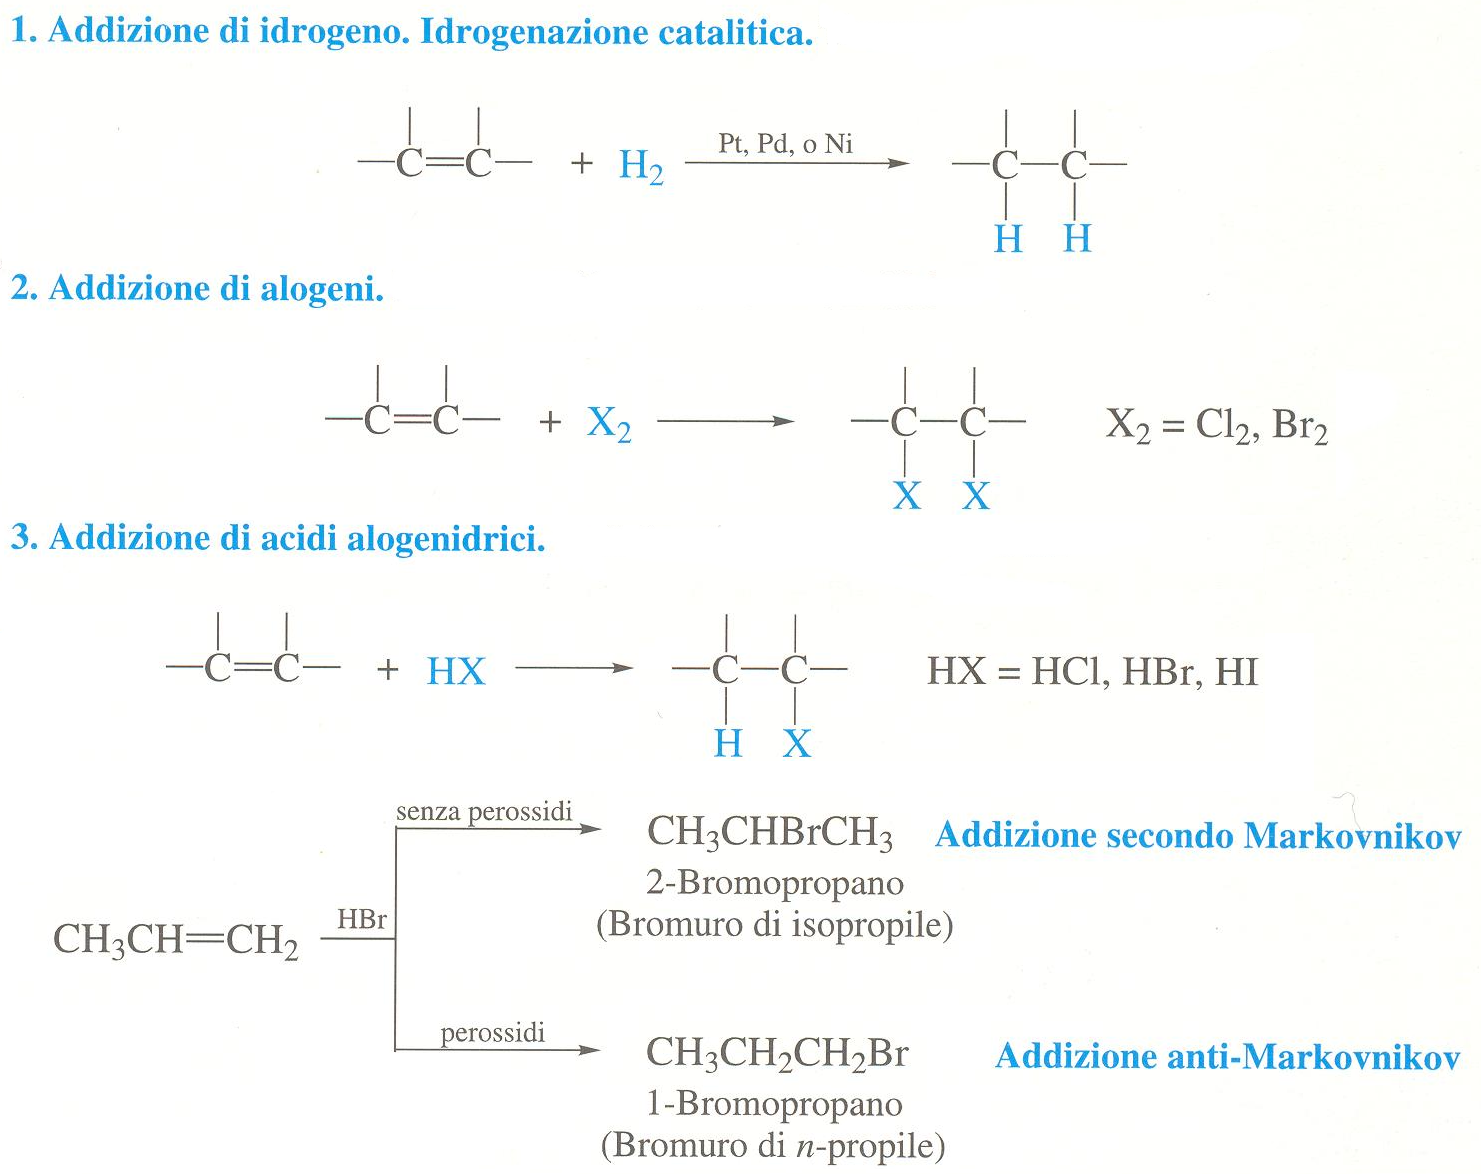 1. Addizione di idrogeno. Idrogenazione catalitica.
—C=C— + H₂ Pt, Pd, o Ni —C—C—
H H
2. Addizione di alogeni.
—C=C— + X₂ —C—C— X₂ = Cl₂, Br₂
X X
3. Addizione di acidi alogenidrici.
—C=C— + HX —C—C— HX = HCl, HBr, HI
H X
senza perossidi
CH₃CHBrCH₃ Addizione secondo Markovnikov
2-Bromopropano
(Bromuro di isopropile)
CH₃CH=CH₂ HBr
perossidi
CH₃CH₂CH₂Br Addizione anti-Markovnikov
1-Bromopropano
(Bromuro di n-propile)